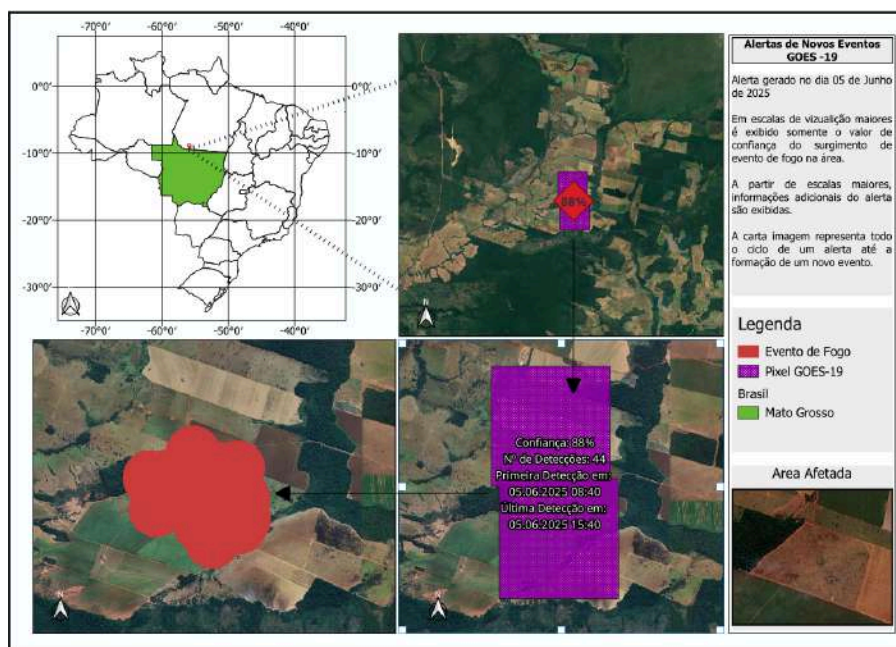 -70°0′
-60°0′
-50°0′
-40°0′
0°0′
0°0′
-10°0′
-10°0′
-20°0′
-20°0′
-30°0′
-30°0′
-70°0′
-60°0′
-50°0′
-40°0′
N
88%
N
N
Confiança: 88%
Nº de Detecções: 44
Primeira Detecção em:
05.06.2025 08:40
Última Detecção em:
05.06.2025 15:40
N
Alertas de Novos Eventos
GOES -19
Alerta gerado no dia 05 de Junho
de 2025
Em escalas de vizualição maiores
é exibido somente o valor de
confiança do surgimento de
evento de fogo na área.
A partir de escalas maiores,
informações adicionais do alerta
são exibidas.
A carta imagem representa todo
o ciclo de um alerta até a
formação de um novo evento.
Legenda
Evento de Fogo
Pixel GOES-19
Brasil
Mato Grosso
Area Afetada